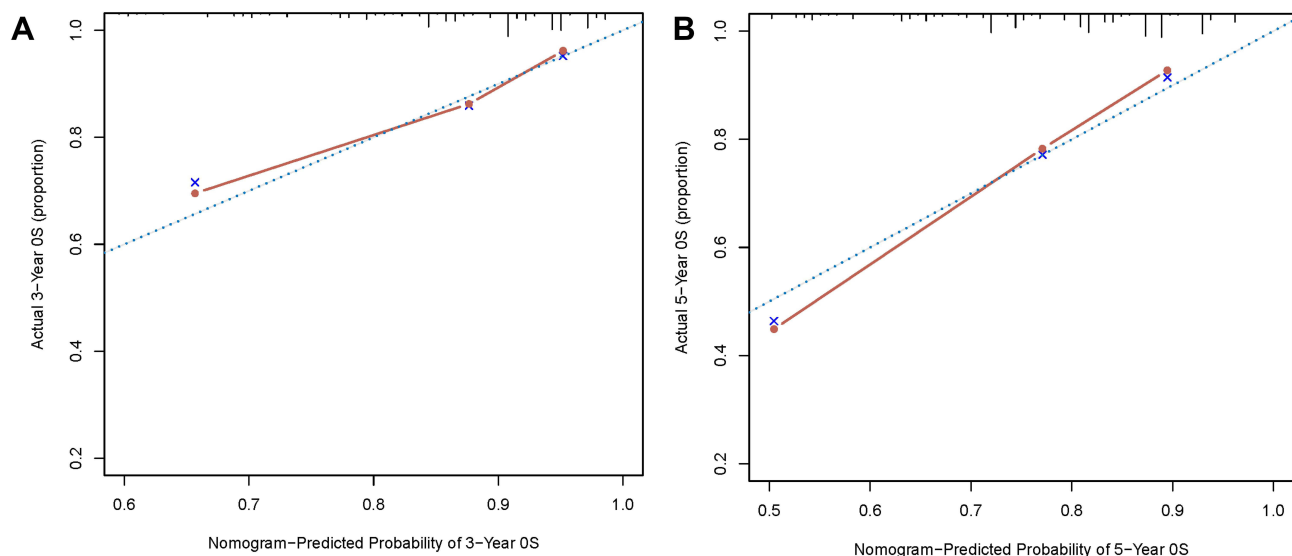 A
Actual 3−Year 0S (proportion)
1.0
0.8
0.6
0.4
0.2
0.6 0.7 0.8 0.9 1.0
Nomogram−Predicted Probability of 3−Year 0S
B
Actual 5−Year 0S (proportion)
1.0
0.8
0.6
0.4
0.2
0.5 0.6 0.7 0.8 0.9 1.0
Nomogram−Predicted Probability of 5−Year 0S